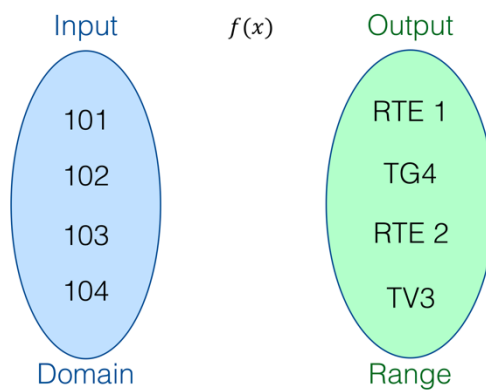 Input
f(x)
Output
101
102
103
104
RTE 1
TG4
RTE 2
TV3
Domain
Range